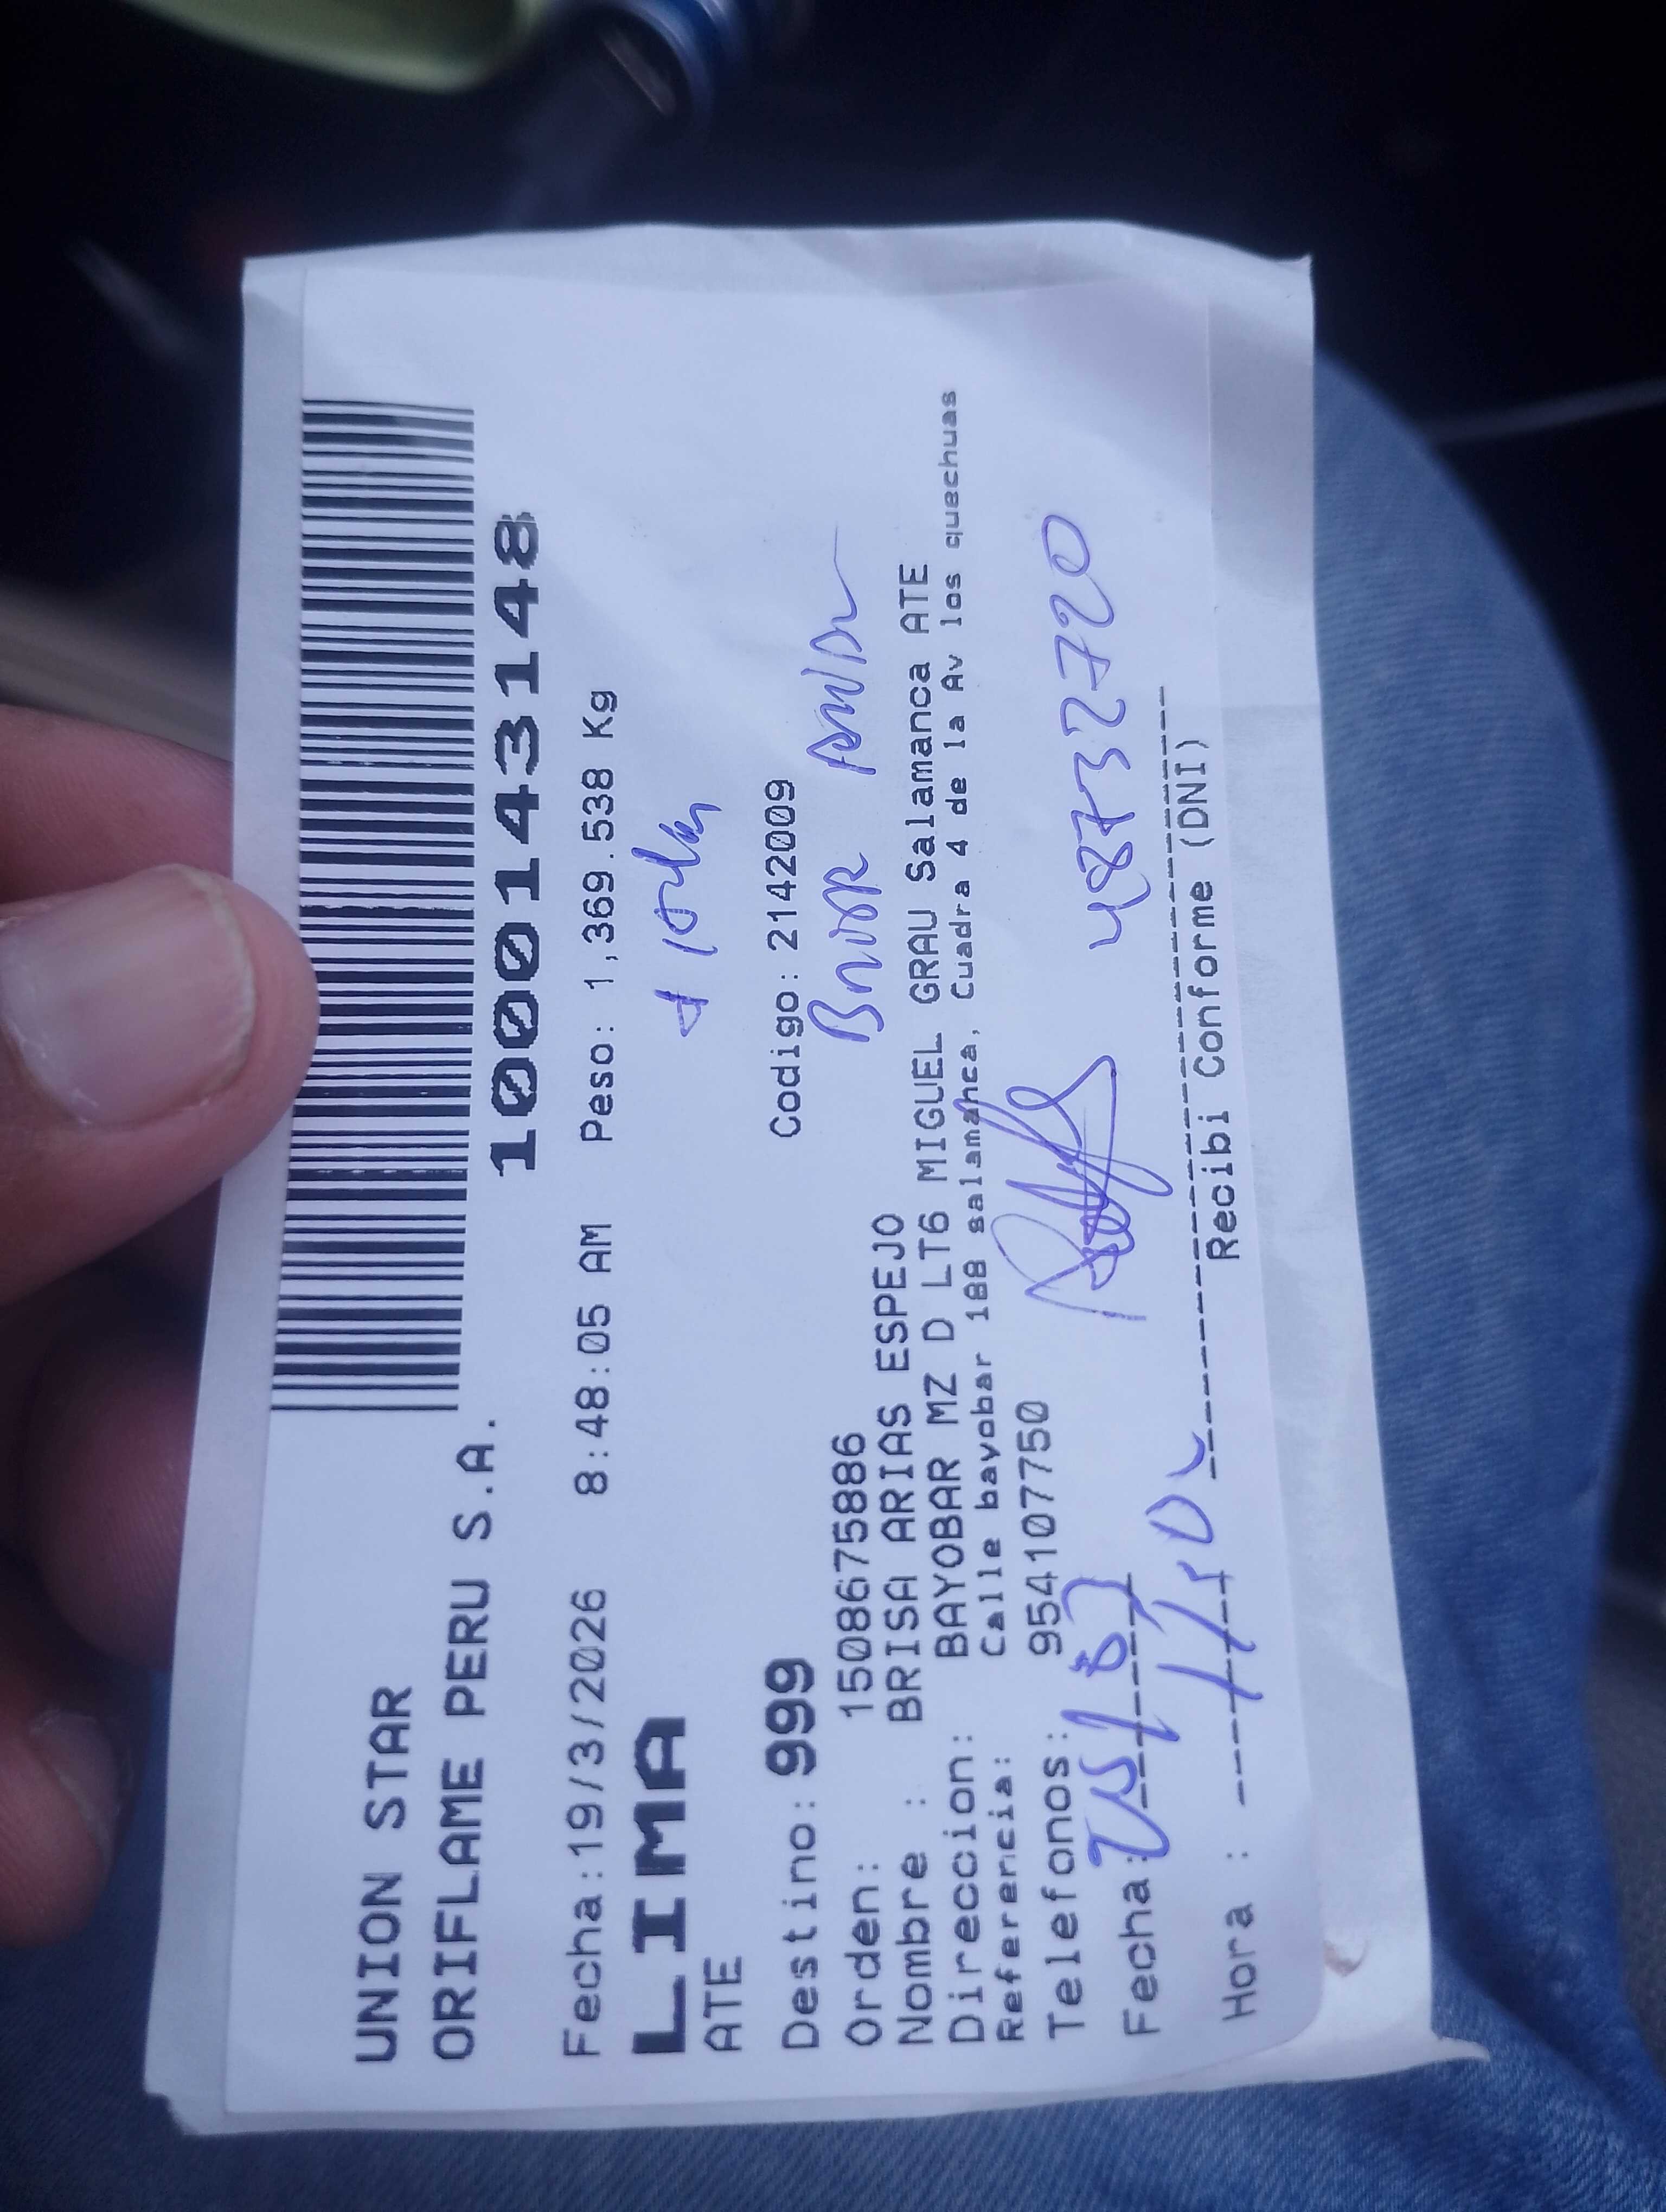 UNION STAR
ORIFLAME PERU S.A.
1000143148
Fecha:19/3/2026 8:48:05 AM Peso: 1,369.538 Kg
LIMA
ATE
Destino: 999 Codigo: 2142009
Orden: 1508675886
Nombre : BRISA ARIAS ESPEJO
Direccion: BAYOBAR MZ D LT6 MIGUEL GRAU Salamanca ATE
Referencia: Calle bayobar 188 salamanca, Cuadra 4 de la Av los quechuas
Telefonos: 954107750
48732720
Fecha:
Hora :
Recibi Conforme (DNI)